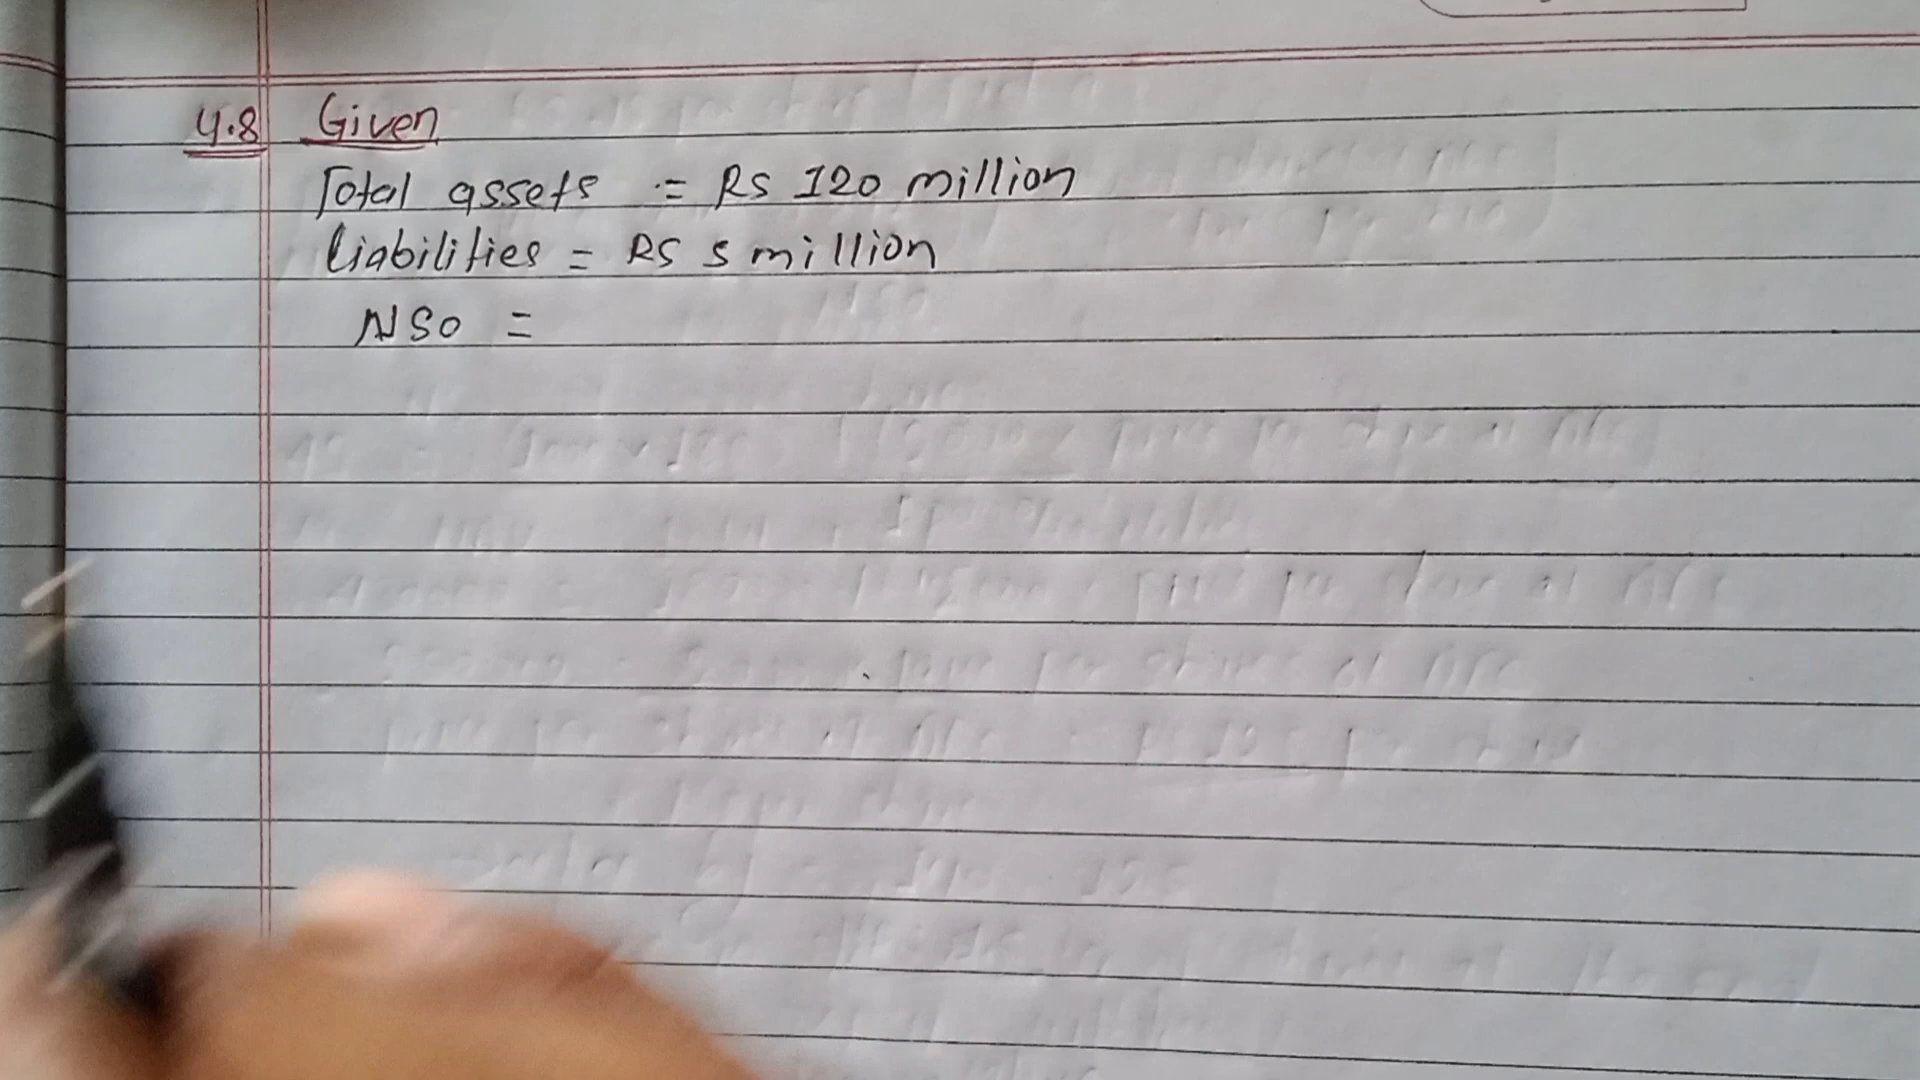 4.8 Given
Total assets = Rs 120 million
Liabilities = RS 5 million
NSO =